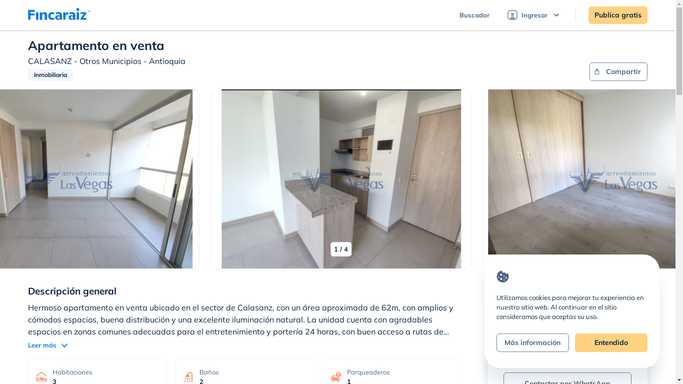 Fincaraiz
Buscador
Ingresar
Publica gratis
Apartamento en venta
CALASANZ - Otros Municipios - Antioquia
Inmobiliaria
Compartir
arrendamientos
Las Vegas
arrendamientos
Las Vegas
arrendamientos
Las Vegas
1 / 4
Descripción general
Hermoso apartamento en venta ubicado en el sector de Calasanz, con un área aproximada de 62m, con amplios y
cómodos espacios, buena distribución y una excelente iluminación natural. La unidad cuenta con agradables
espacios en zonas comunes adecuadas para el entretenimiento y portería 24 horas, con buen acceso a rutas de...
Leer más
Habitaciones
3
Baños
2
Parqueaderos
1
Utilizamos cookies para mejorar tu experiencia en
nuestro sitio web. Al continuar en el sitio
consideramos que aceptas su uso.
Más información
Entendido
Contactar por WhatsApp